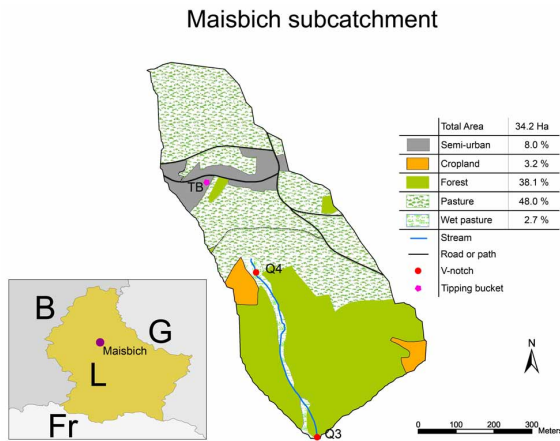 Maisbich subcatchment
Total Area 34.2 Ha
Semi-urban 8.0 %
Cropland 3.2 %
Forest 38.1 %
Pasture 48.0 %
Wet pasture 2.7 %
Stream
Road or path
V-notch
Tipping bucket
TB
Q4
Q3
B
G
Maisbich
L
Fr
N
0 50 100 200 300
Meters